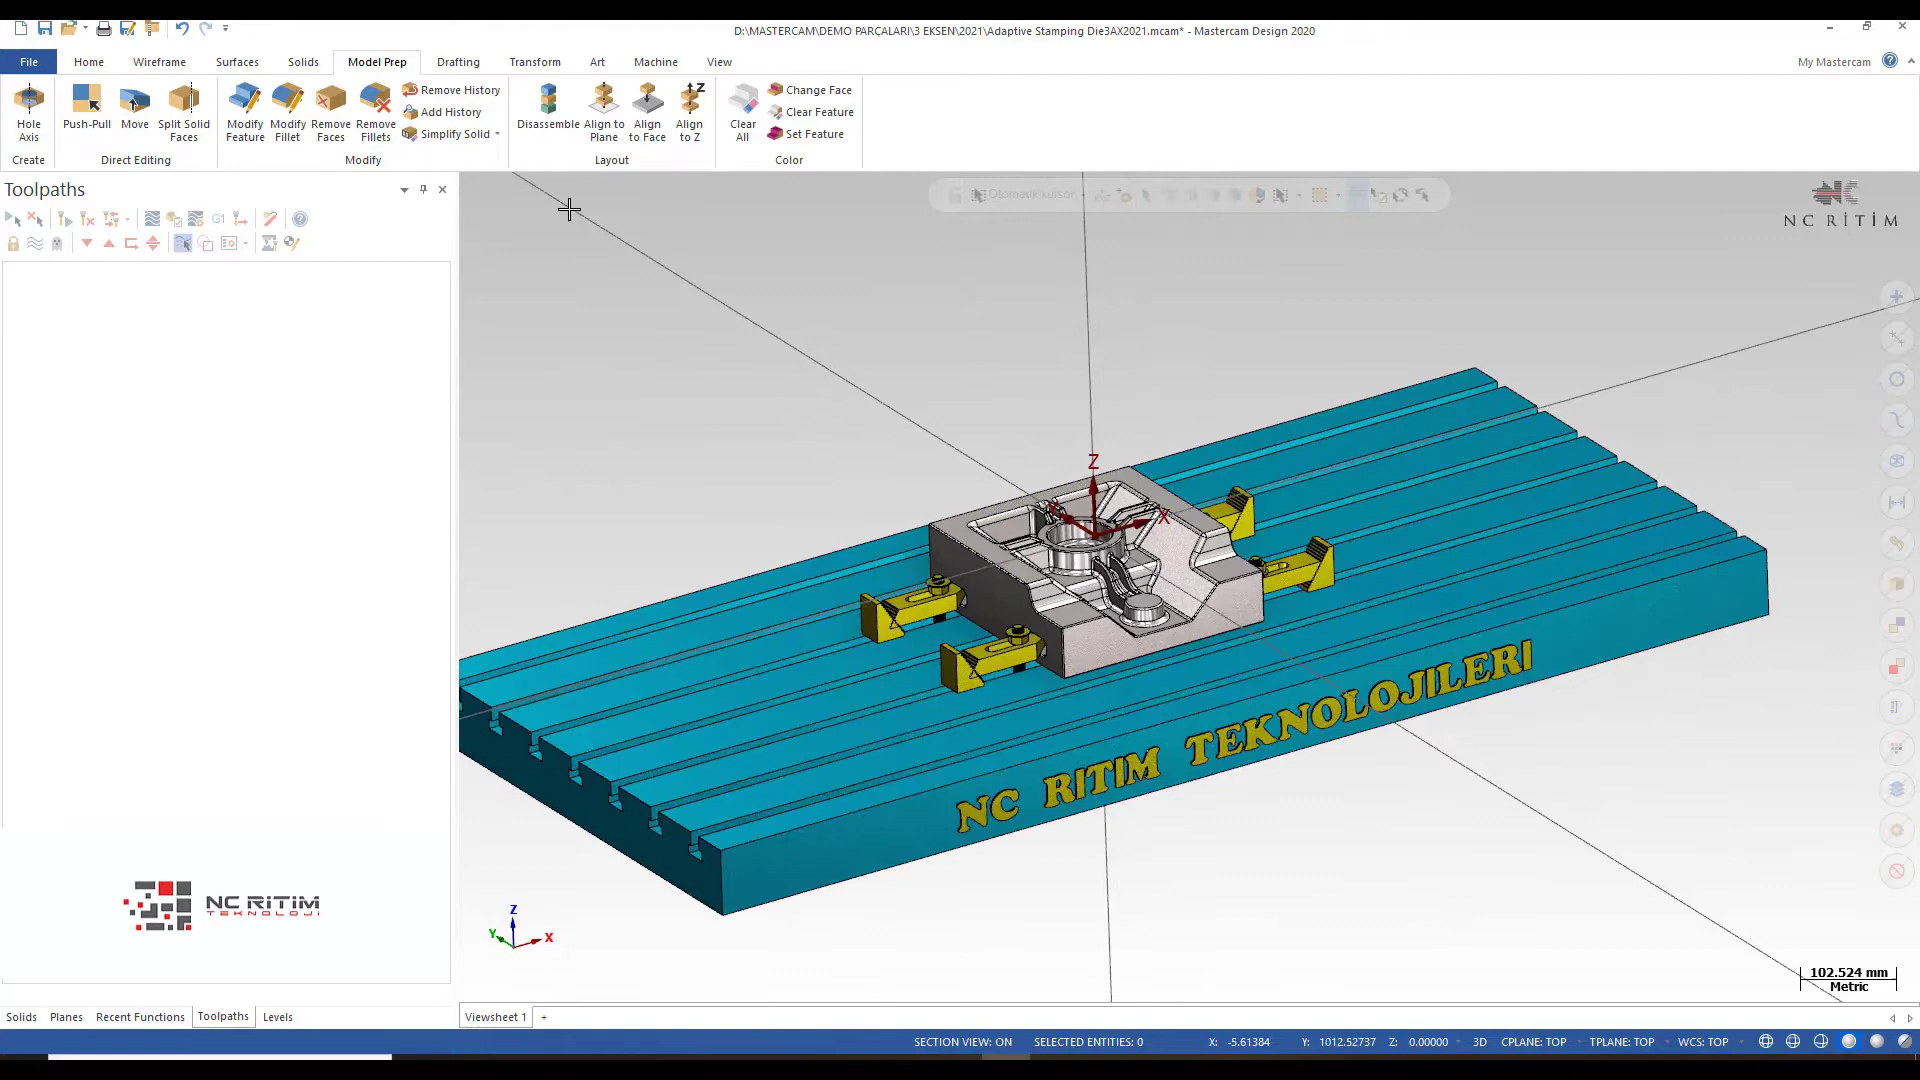 D:\MASTERCAM\DEMO PARÇALARI\3 EKSEN\2021\Adaptive Stamping Die3AX2021.mcam* - Mastercam Design 2020
File Home Wireframe Surfaces Solids Model Prep Drafting Transform Art Machine View My Mastercam
Hole Axis
Create
Push-Pull
Move
Split Solid Faces
Direct Editing
Modify Feature
Modify Fillet
Remove Faces
Remove Fillets
Remove History
Add History
Simplify Solid
Modify
Disassemble
Align to Plane
Align to Face
Align to Z
Layout
Clear All
Change Face
Clear Feature
Set Feature
Color
Toolpaths
G1
Otomatik kursor
NC RİTİM
Z
X
NC RITIM TEKNOLOJILERI
NC RiTiM
TEKNOLOJİ
Z
Y
X
102.524 mm
Metric
Solids Planes Recent Functions Toolpaths Levels
Viewsheet 1 +
SECTION VIEW: ON SELECTED ENTITIES: 0 X: -5.61384 Y: 1012.52737 Z: 0.00000 3D CPLANE: TOP TPLANE: TOP WCS: TOP